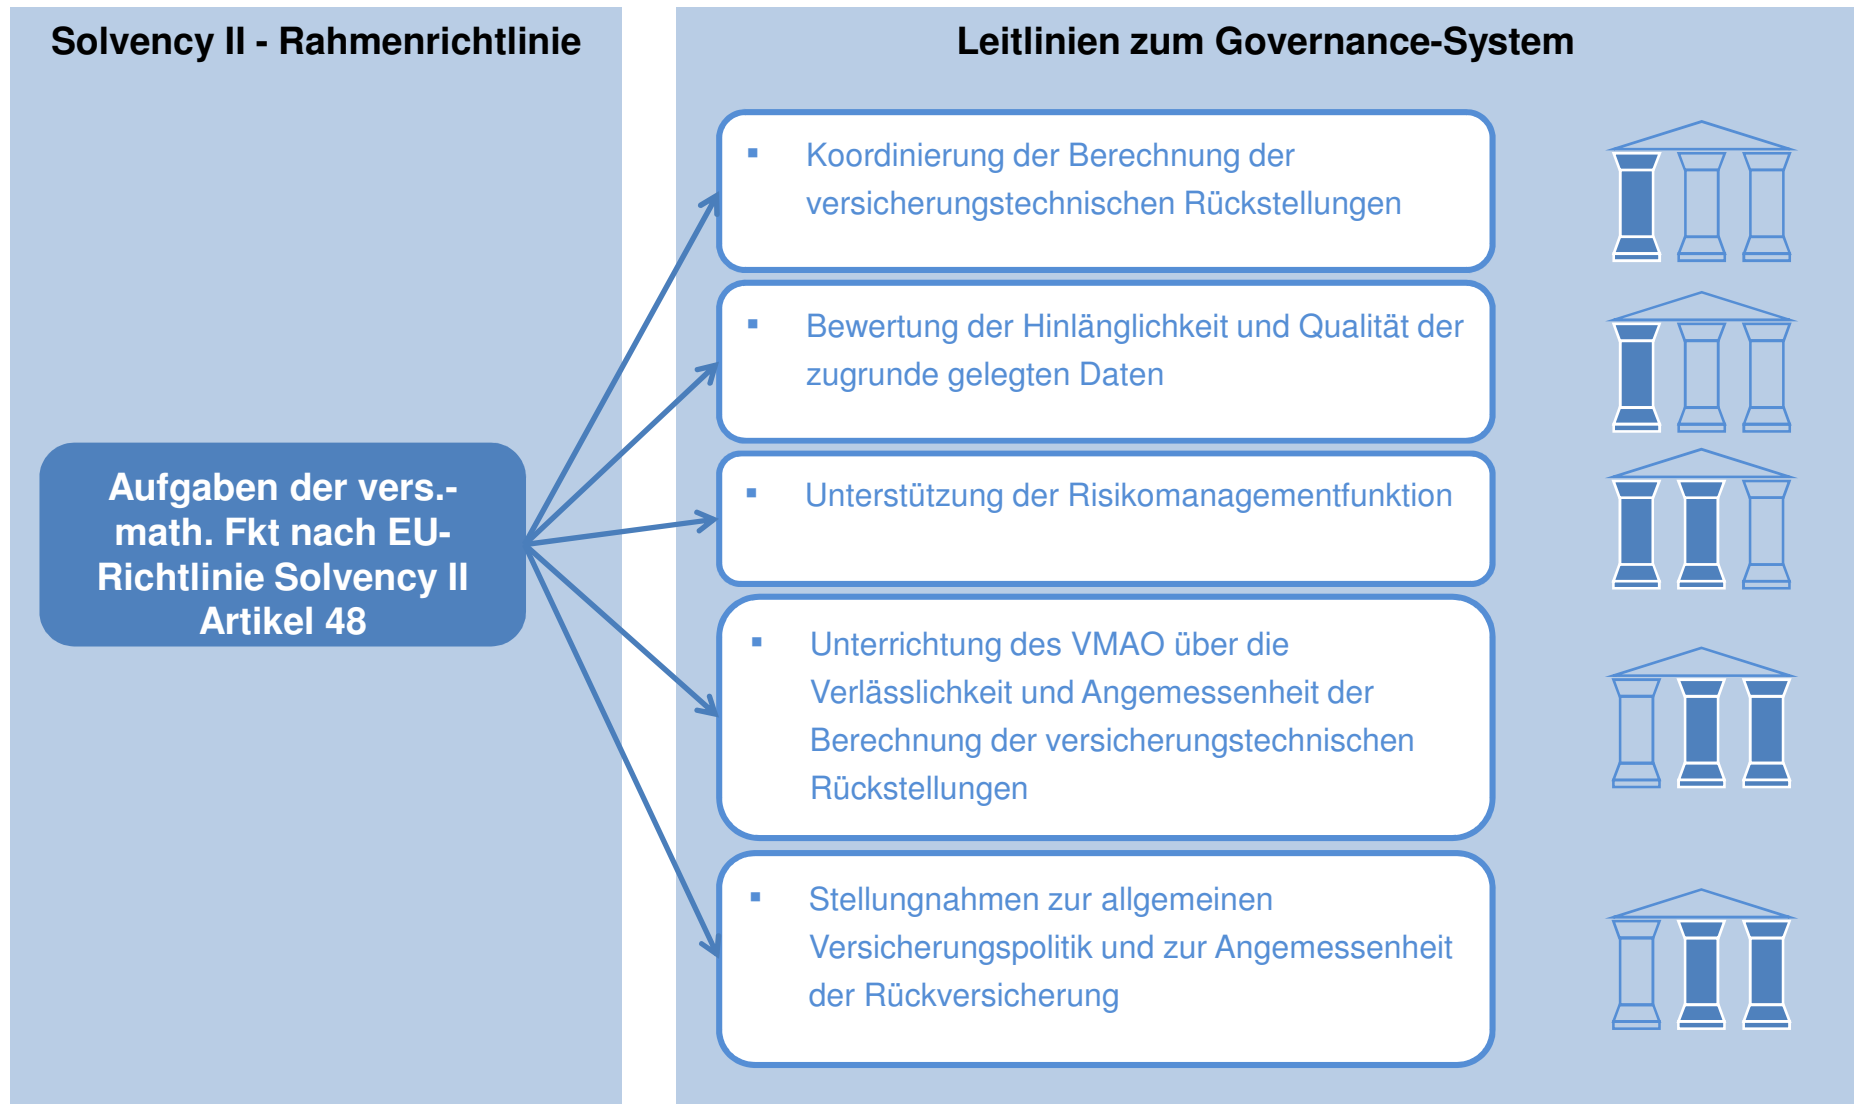 Solvency II - Rahmenrichtlinie
Aufgaben der vers.-
math. Fkt nach EU-
Richtlinie Solvency II
Artikel 48
Leitlinien zum Governance-System
▪ Koordinierung der Berechnung der
versicherungstechnischen Rückstellungen
▪ Bewertung der Hinlänglichkeit und Qualität der
zugrunde gelegten Daten
▪ Unterstützung der Risikomanagementfunktion
▪ Unterrichtung des VMAO über die
Verlässlichkeit und Angemessenheit der
Berechnung der versicherungstechnischen
Rückstellungen
▪ Stellungnahmen zur allgemeinen
Versicherungspolitik und zur Angemessenheit
der Rückversicherung